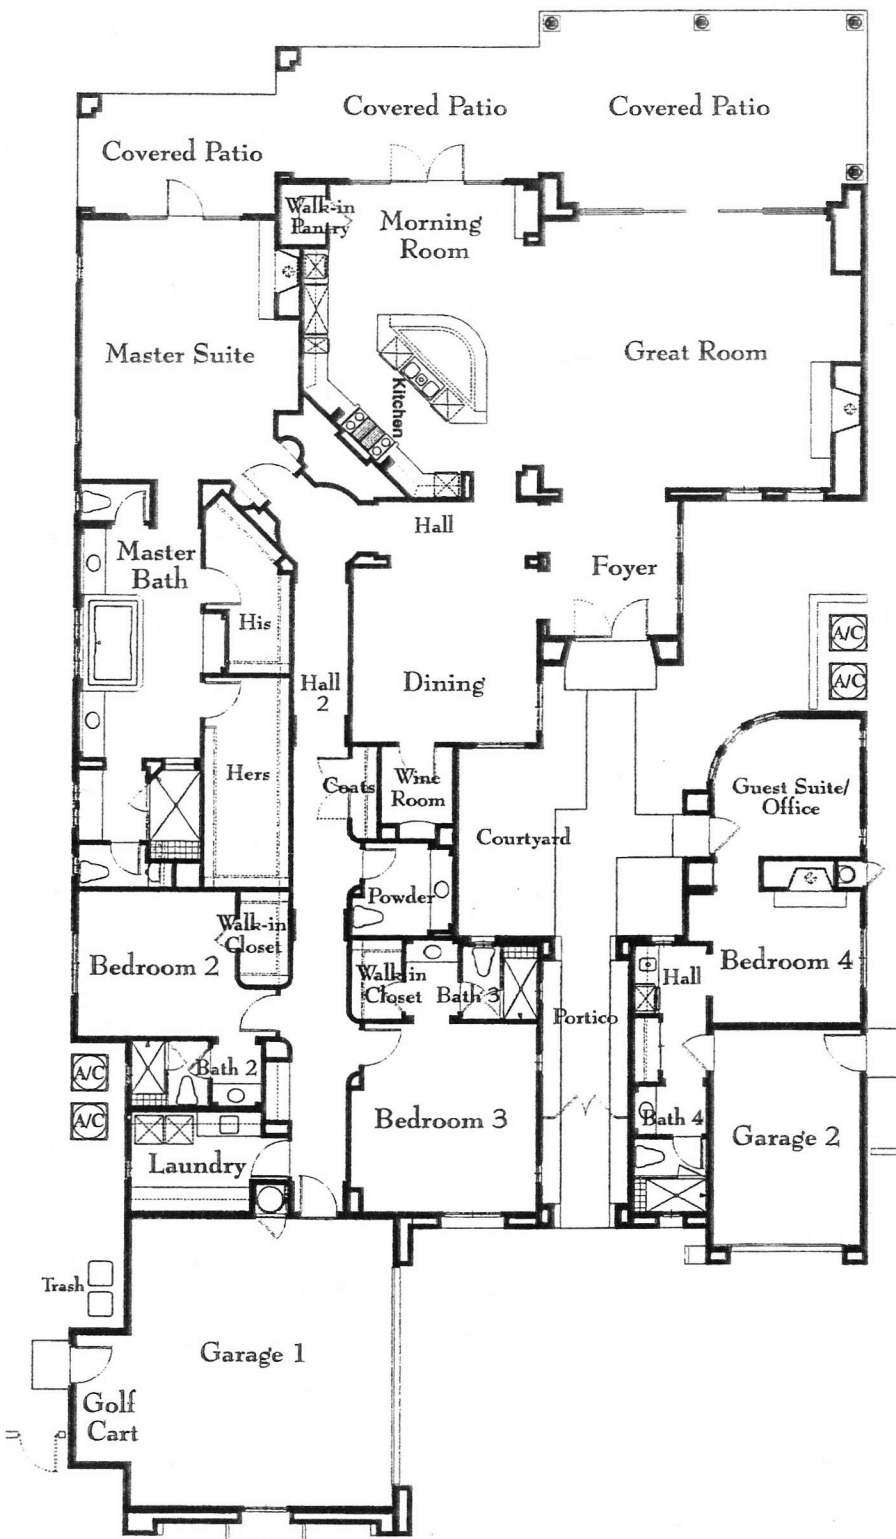 Covered Patio
Covered Patio
Covered Patio
Walk-in
Pantry
Morning
Room
Master Suite
Kitchen
Great Room
Hall
Master
Bath
His
Foyer
A/C
A/C
Hall
2
Dining
Hers
Coats
Wine
Room
Guest Suite/
Office
Courtyard
Powder
Walk-in
Closet
Bedroom 2
Walk-in
Closet
Bath 3
Portico
Hall
Bedroom 4
A/C
A/C
Bath 2
Bedroom 3
Bath 4
Garage 2
Laundry
Trash
Garage 1
Golf
Cart